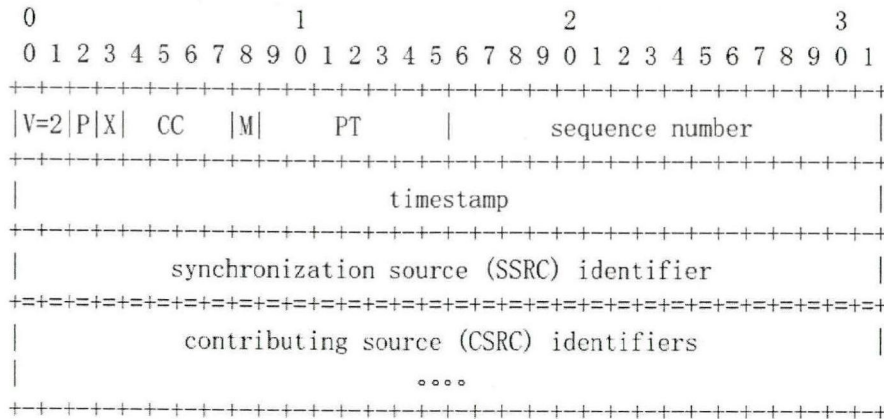 0                   1                   2                   3
0 1 2 3 4 5 6 7 8 9 0 1 2 3 4 5 6 7 8 9 0 1 2 3 4 5 6 7 8 9 0 1
+-+-+-+-+-+-+-+-+-+-+-+-+-+-+-+-+-+-+-+-+-+-+-+-+-+-+-+-+-+-+-+-+
|V=2|P|X|  CC   |M|     PT      |       sequence number         |
+-+-+-+-+-+-+-+-+-+-+-+-+-+-+-+-+-+-+-+-+-+-+-+-+-+-+-+-+-+-+-+-+
|                           timestamp                           |
+-+-+-+-+-+-+-+-+-+-+-+-+-+-+-+-+-+-+-+-+-+-+-+-+-+-+-+-+-+-+-+-+
|           synchronization source (SSRC) identifier            |
+=+=+=+=+=+=+=+=+=+=+=+=+=+=+=+=+=+=+=+=+=+=+=+=+=+=+=+=+=+=+=+=+
|            contributing source (CSRC) identifiers             |
|                             ∘∘∘∘                              |
+-+-+-+-+-+-+-+-+-+-+-+-+-+-+-+-+-+-+-+-+-+-+-+-+-+-+-+-+-+-+-+-+